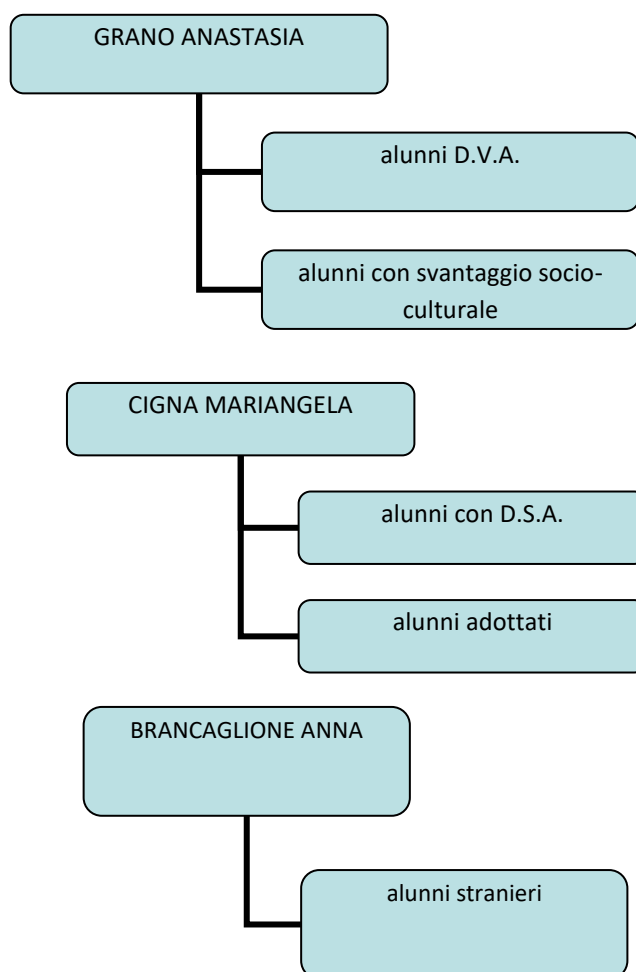 GRANO ANASTASIA
alunni D.V.A.
alunni con svantaggio socio-
culturale
CIGNA MARIANGELA
alunni con D.S.A.
alunni adottati
BRANCAGLIONE ANNA
alunni stranieri